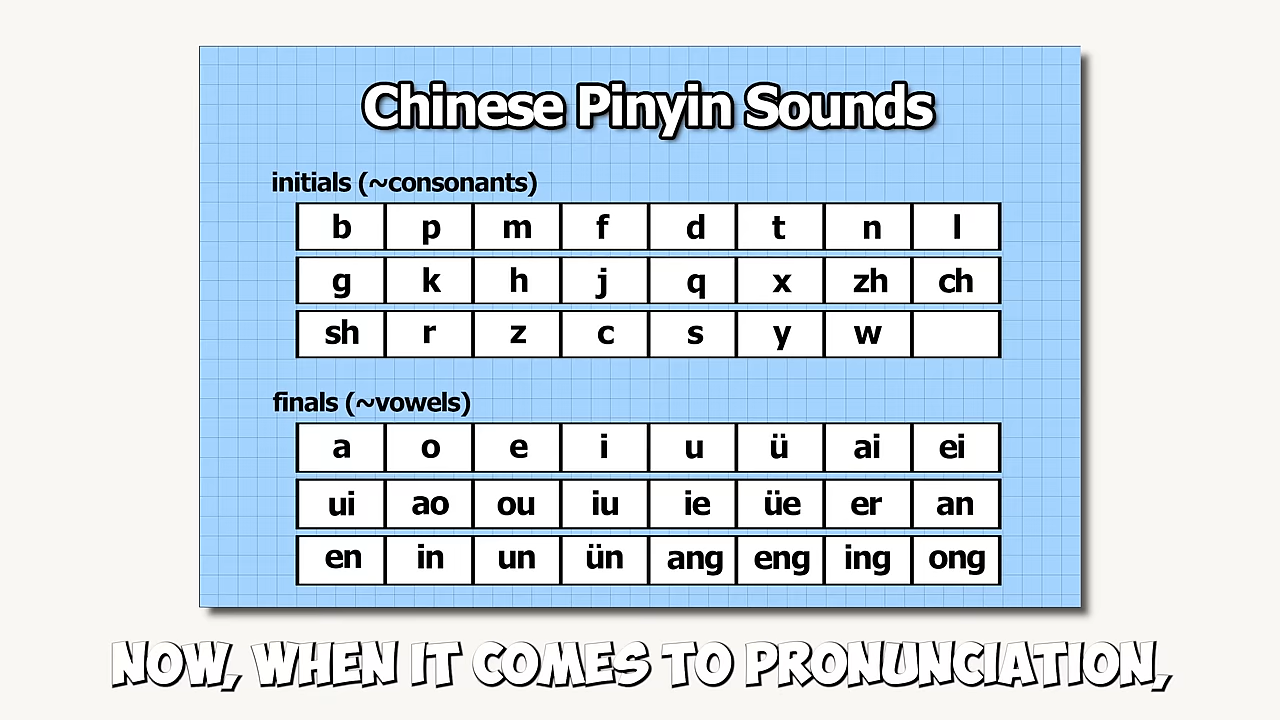 Chinese Pinyin Sounds
initials (~consonants)
b p m f d t n l
g k h j q x zh ch
sh r z c s y w
finals (~vowels)
a o e i u ü ai ei
ui ao ou iu ie üe er an
en in un ün ang eng ing ong
NOW, WHEN IT COMES TO PRONUNCIATION,